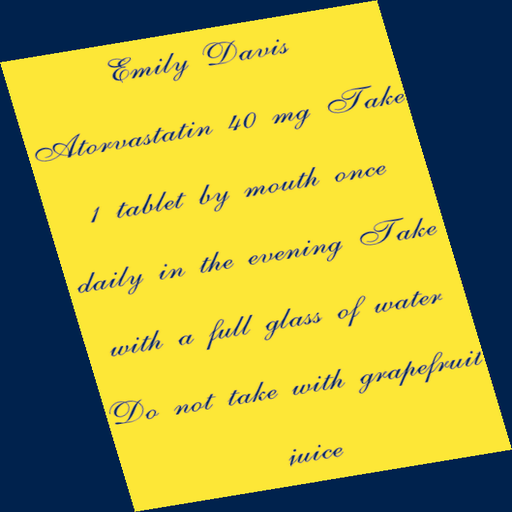 Emily Davis
Atorvastatin 40 mg Take
1 tablet by mouth once
daily in the evening Take
with a full glass of water
Do not take with grapefruit
juice